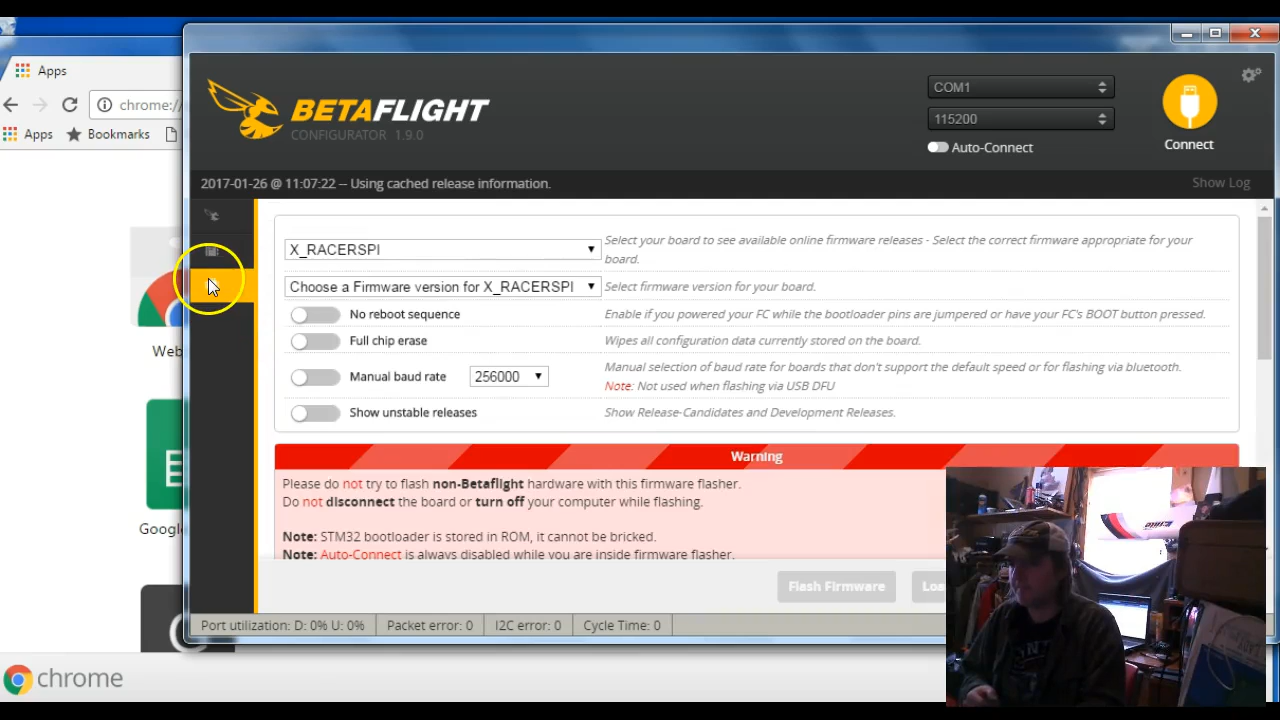 Apps
chrome://
Apps
Bookmarks
BETAFLIGHT
CONFIGURATOR 1.9.0
COM1
115200
Auto-Connect
Connect
2017-01-26 @ 11:07:22 -- Using cached release information.
Show Log
X_RACERSPI
Select your board to see available online firmware releases - Select the correct firmware appropriate for your
board.
Choose a Firmware version for X_RACERSPI
Select firmware version for your board.
No reboot sequence
Enable if you powered your FC while the bootloader pins are jumpered or have your FC's BOOT button pressed.
Full chip erase
Wipes all configuration data currently stored on the board.
Manual baud rate
256000
Manual selection of baud rate for boards that don't support the default speed or for flashing via bluetooth.
Note: Not used when flashing via USB DFU
Show unstable releases
Show Release-Candidates and Development Releases.
Warning
Please do not try to flash non-Betaflight hardware with this firmware flasher.
Do not disconnect the board or turn off your computer while flashing.
Note: STM32 bootloader is stored in ROM, it cannot be bricked.
Note: Auto-Connect is always disabled while you are inside firmware flasher.
Flash Firmware
Loa
Port utilization: D: 0% U: 0%
Packet error: 0
I2C error: 0
Cycle Time: 0
Web
Google
chrome